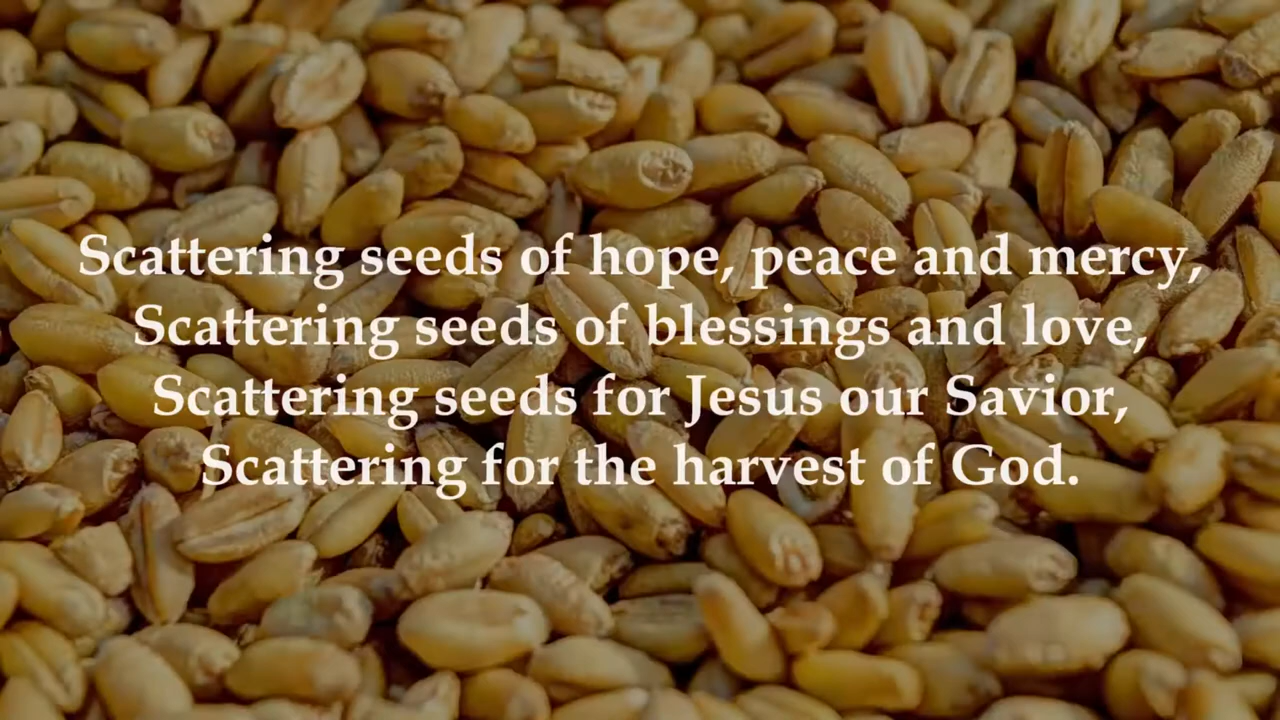 Scattering seeds of hope, peace and mercy,
Scattering seeds of blessings and love,
Scattering seeds for Jesus our Savior,
Scattering for the harvest of God.